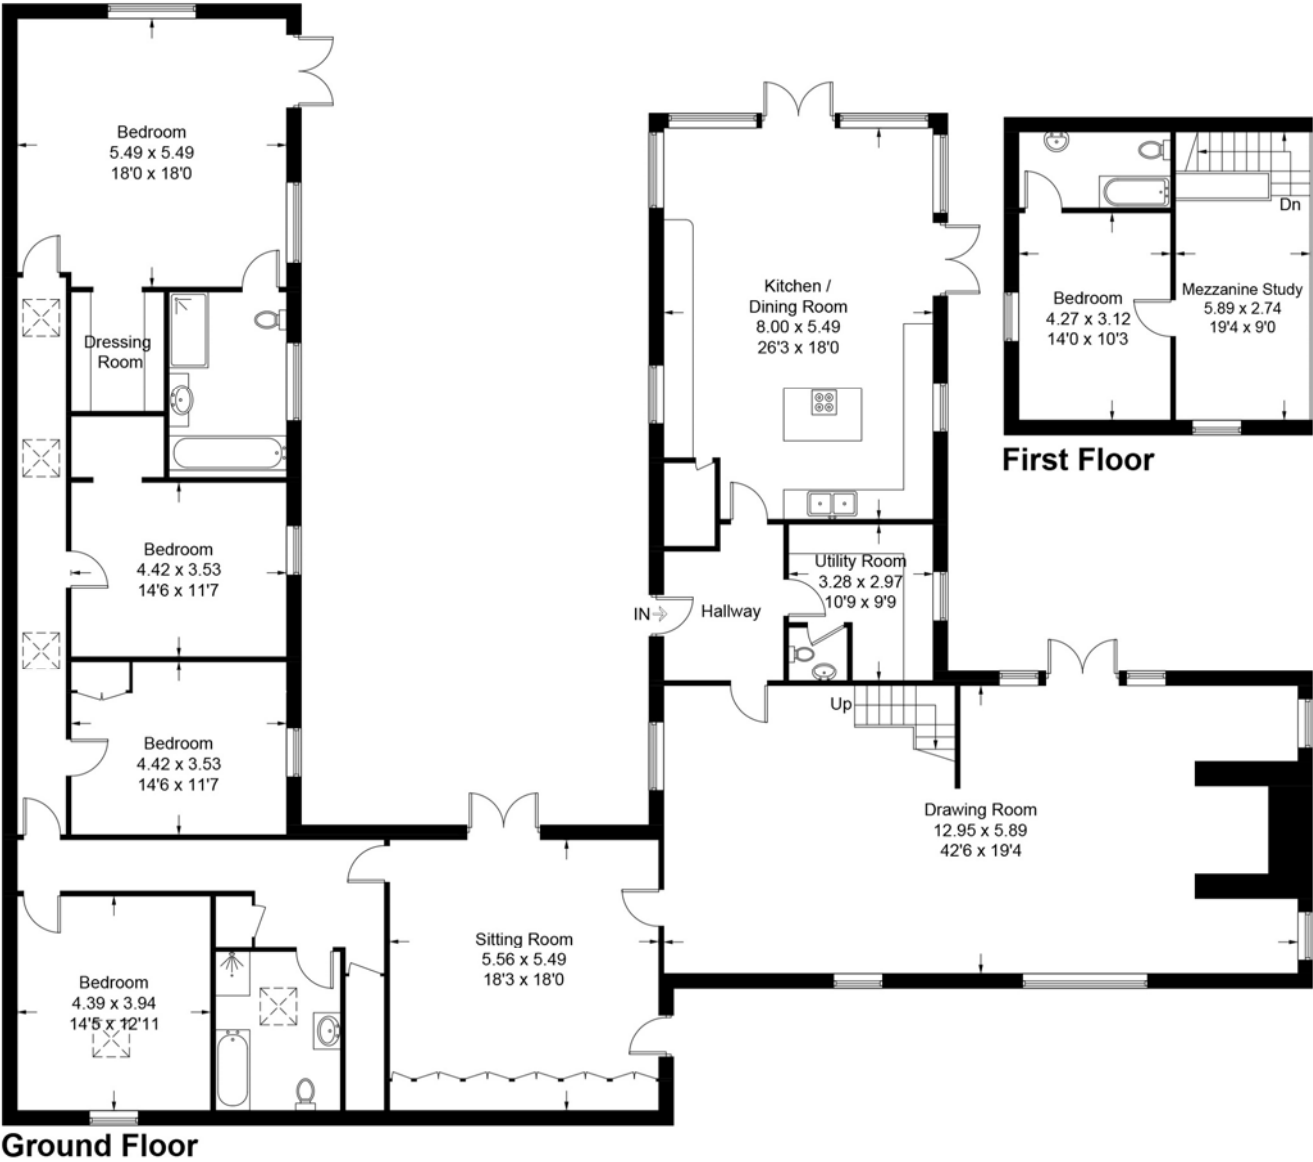 Bedroom
5.49 x 5.49
18'0 x 18'0
Dressing
Room
Bedroom
4.42 x 3.53
14'6 x 11'7
Bedroom
4.42 x 3.53
14'6 x 11'7
Bedroom
4.39 x 3.94
14'5 x 12'11
Sitting Room
5.56 x 5.49
18'3 x 18'0
Kitchen /
Dining Room
8.00 x 5.49
26'3 x 18'0
Utility Room
3.28 x 2.97
10'9 x 9'9
IN
Hallway
Up
Drawing Room
12.95 x 5.89
42'6 x 19'4
Ground Floor
Bedroom
4.27 x 3.12
14'0 x 10'3
Dn
Mezzanine Study
5.89 x 2.74
19'4 x 9'0
First Floor